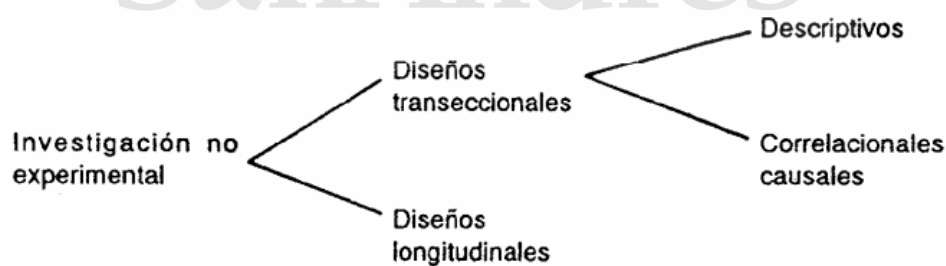 Descriptivos
Diseños
transeccionales
Investigación no
experimental
Correlacionales
causales
Diseños
longitudinales